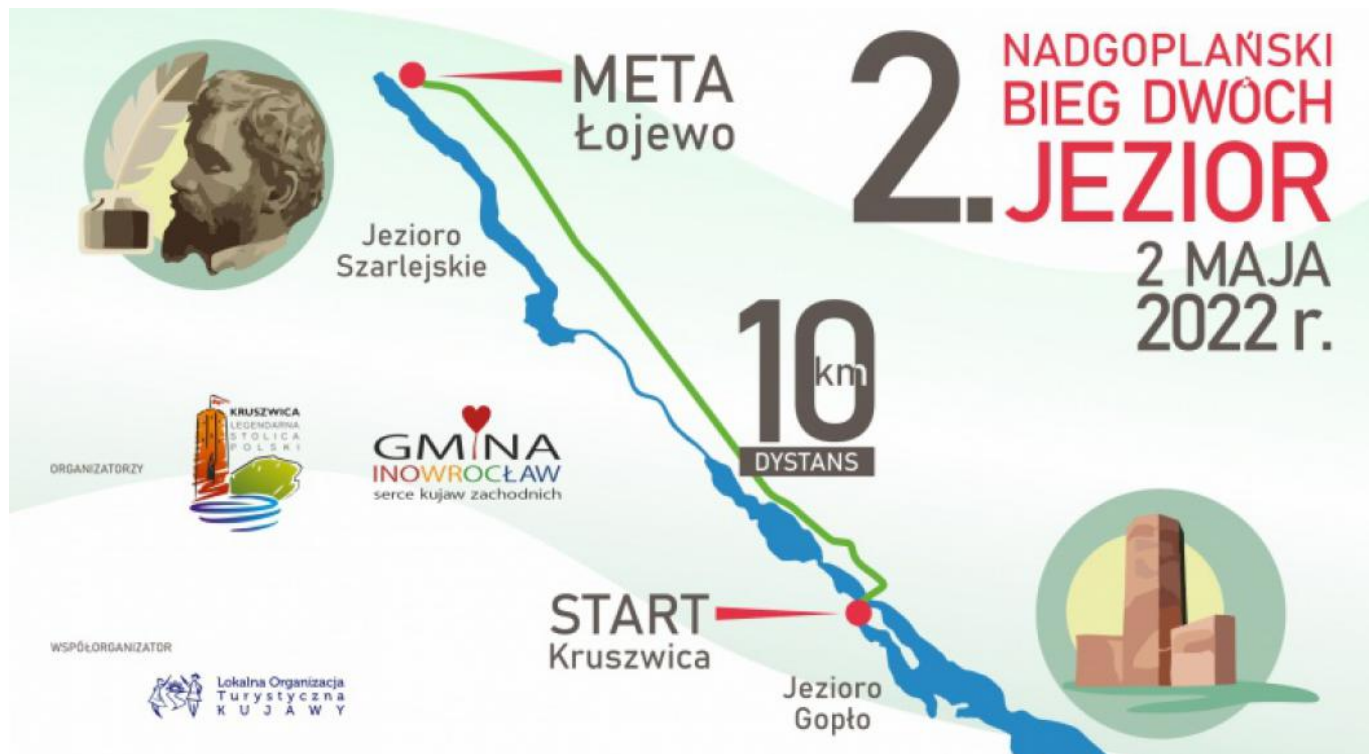 META
Łojewo
2.
NADGOPLAŃSKI
BIEG DWÓCH
JEZIOR
2 MAJA
2022 r.
Jezioro
Szarlejskie
10
km
DYSTANS
ORGANIZATORZY
KRUSZWICA
LEGENDARNA
STOLICA
POLSKI
GMINA
INOWROCŁAW
serce kujaw zachodnich
START
Kruszwica
Jezioro
Gopło
WSPÓŁORGANIZATOR
Lokalna Organizacja
Turystyczna
KUJAWY